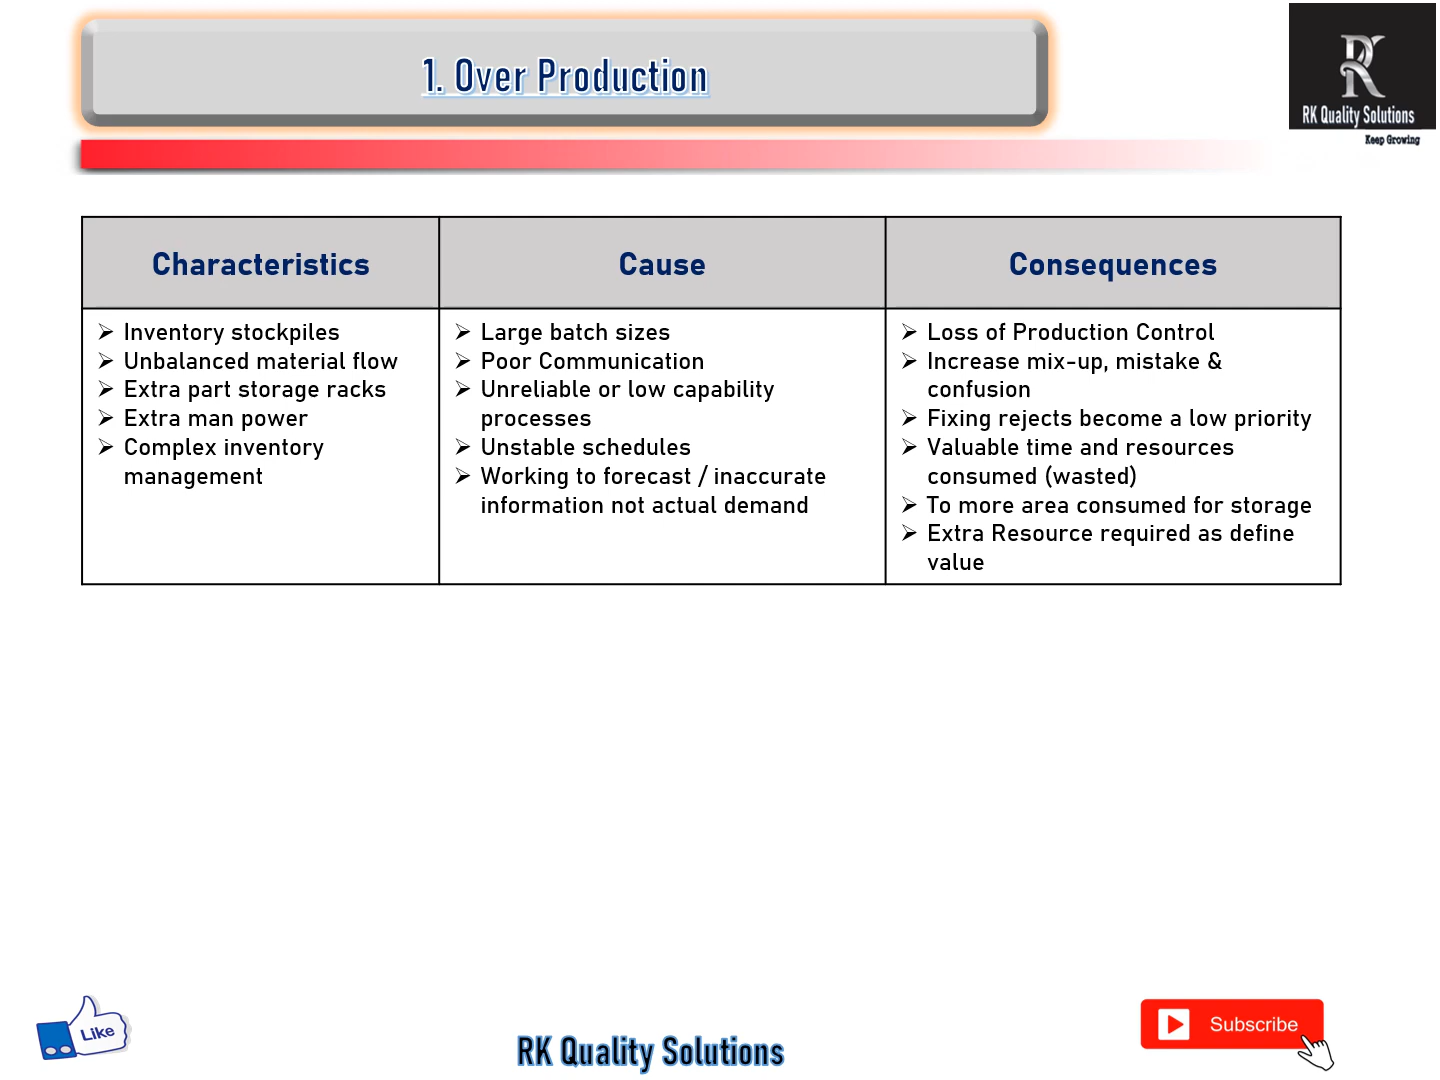 1. Over Production
RK Quality Solutions
Keep Growing
Characteristics
Cause
Consequences
➢ Inventory stockpiles
➢ Unbalanced material flow
➢ Extra part storage racks
➢ Extra man power
➢ Complex inventory
management
➢ Large batch sizes
➢ Poor Communication
➢ Unreliable or low capability
processes
➢ Unstable schedules
➢ Working to forecast / inaccurate
information not actual demand
➢ Loss of Production Control
➢ Increase mix-up, mistake &
confusion
➢ Fixing rejects become a low priority
➢ Valuable time and resources
consumed (wasted)
➢ To more area consumed for storage
➢ Extra Resource required as define
value
Like
RK Quality Solutions
Subscribe